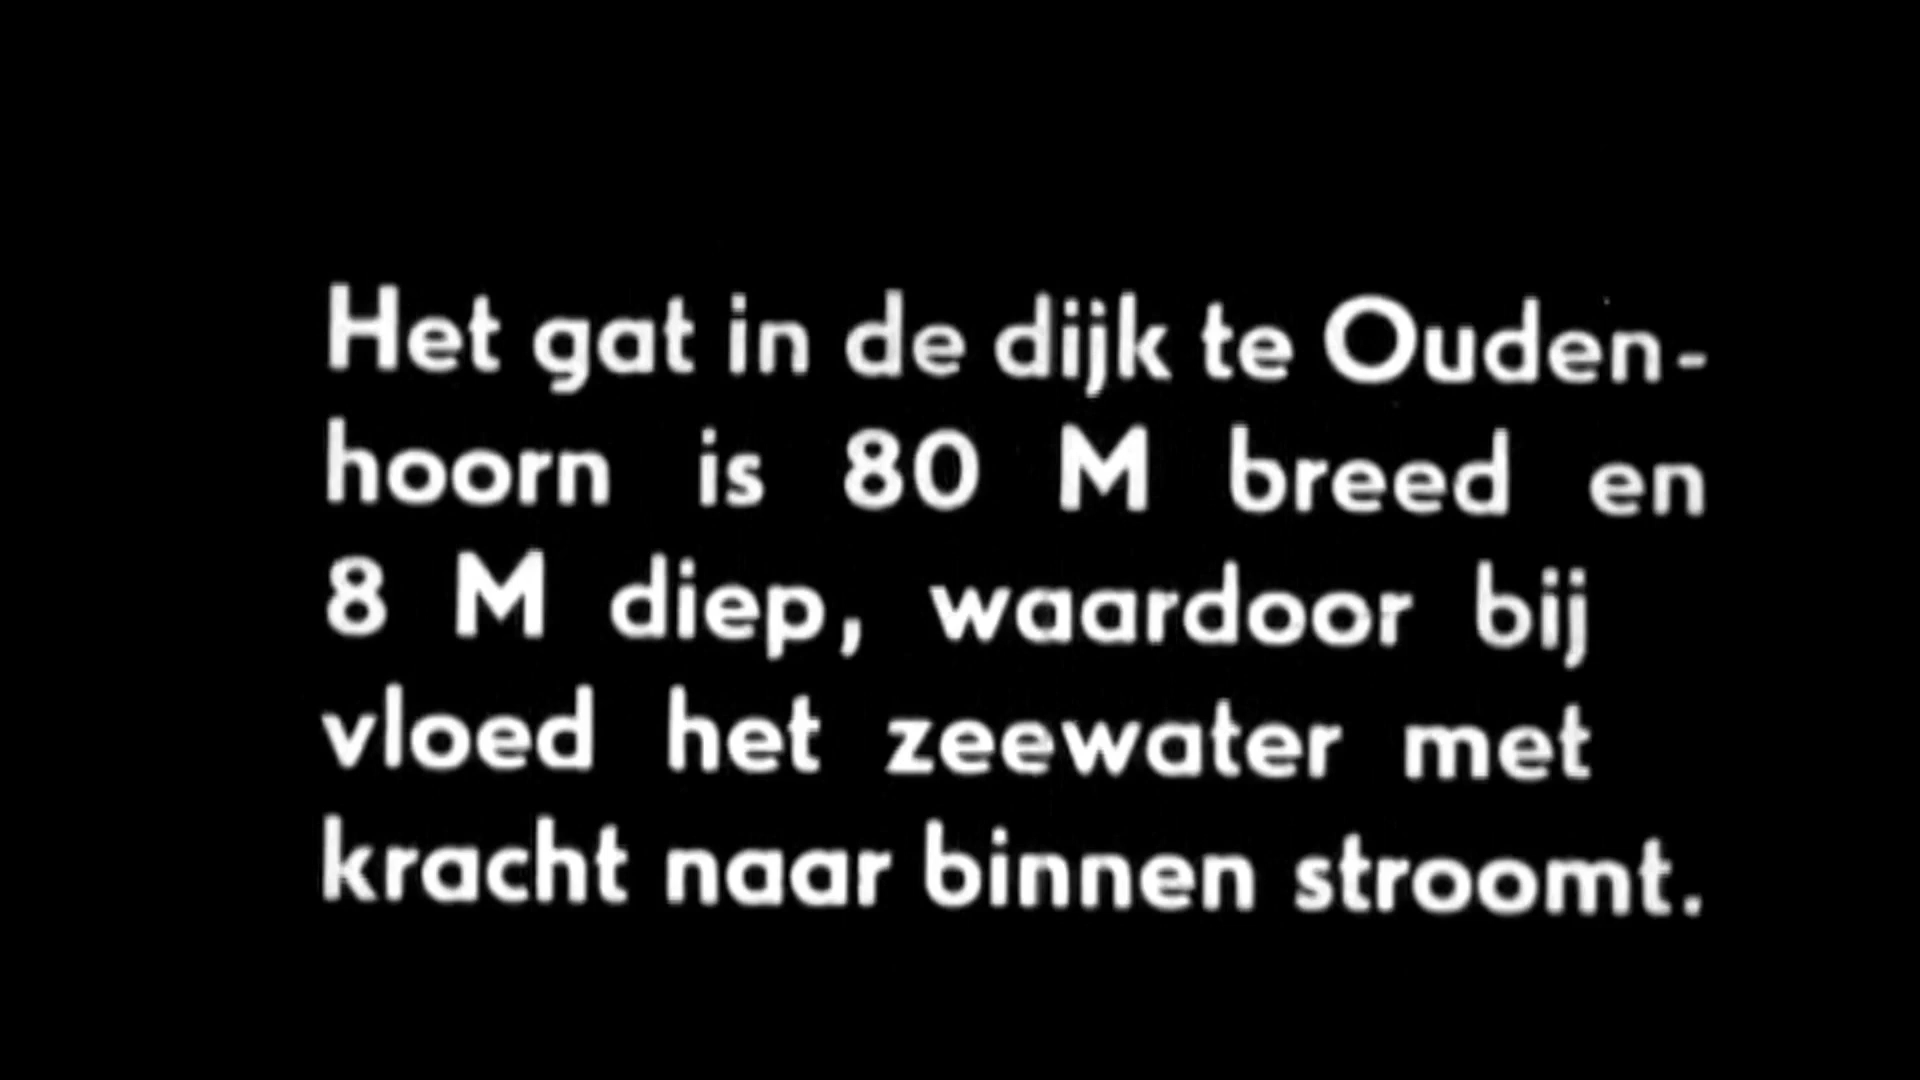 Het gat in de dijk te Ouden-
hoorn is 80 M breed en
8 M diep, waardoor bij
vloed het zeewater met
kracht naar binnen stroomt.